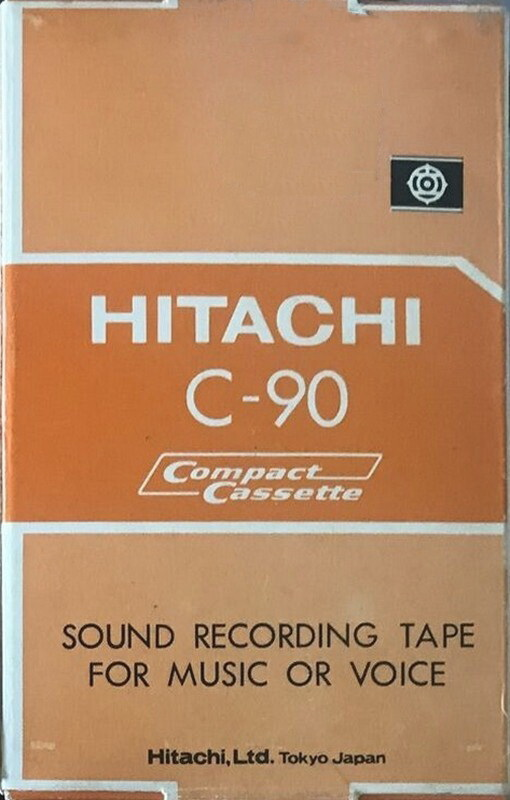 HITACHI
C-90
Compact
Cassette
SOUND RECORDING TAPE
FOR MUSIC OR VOICE
Hitachi, Ltd. Tokyo Japan